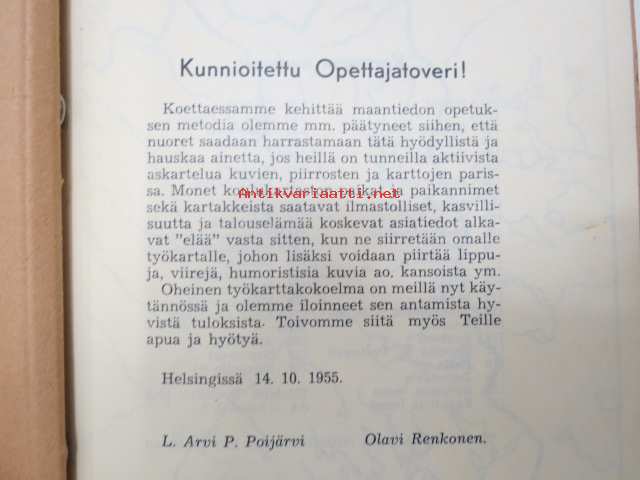 Kunnioitettu Opettajatoveri!
Koettaessamme kehittää maantiedon opetuk-
sen metodia olemme mm. päätyneet siihen, että
nuoret saadaan harrastamaan tätä hyödyllistä ja
hauskaa ainetta, jos heillä on tunneilla aktiivista
askartelua kuvien, piirrosten ja karttojen paris-
sa. Monet koulukartaston paikat ja paikannimet
Antikvariaatti.net
sekä kartakkeista saatavat ilmastolliset, kasvilli-
suutta ja talouselämää koskevat asiatiedot alka-
vat "elää" vasta sitten, kun ne siirretään omalle
työkartalle, johon lisäksi voidaan piirtää lippu-
ja, viirejä, humoristisia kuvia ao. kansoista ym.
Oheinen työkarttakokoelma on meillä nyt käy-
tännössä ja olemme iloinneet sen antamista hy-
vistä tuloksista. Toivomme siitä myös Teille
apua ja hyötyä.
Helsingissä 14. 10. 1955.
L. Arvi P. Poijärvi Olavi Renkonen.